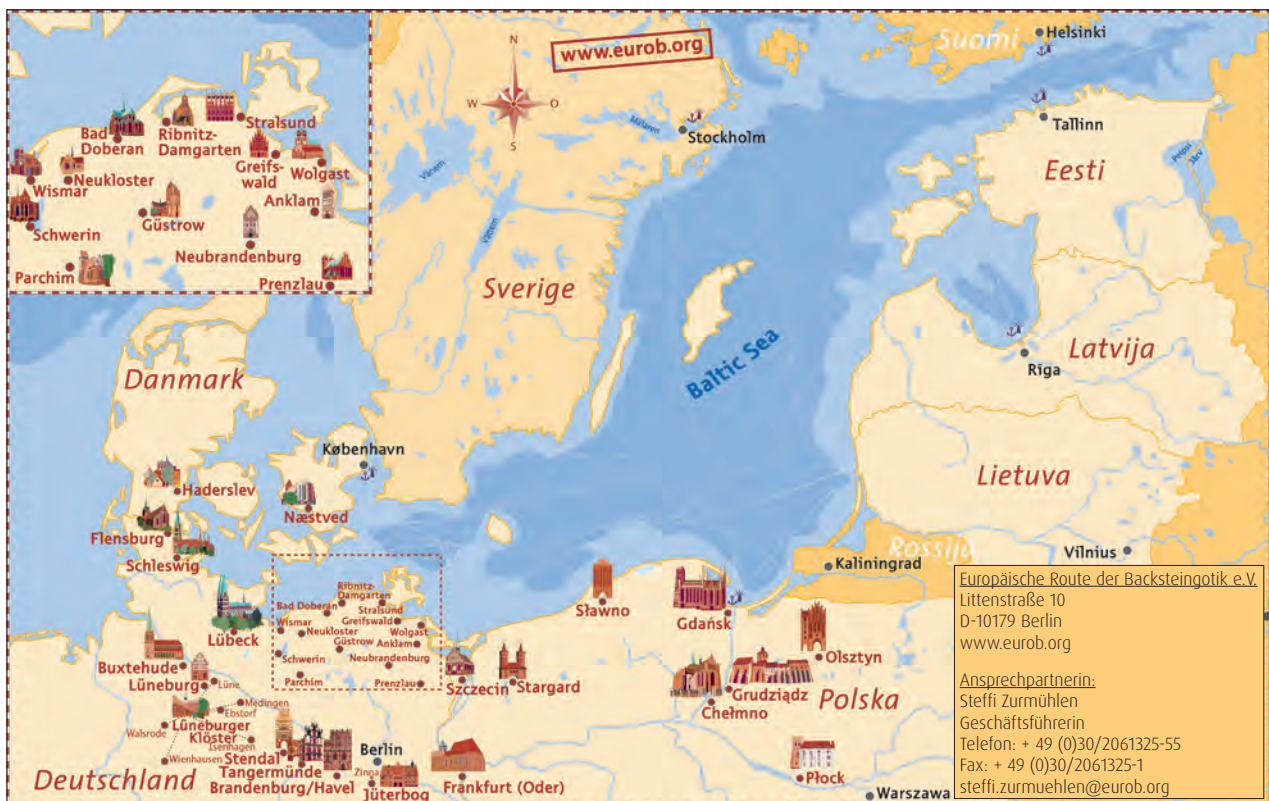 www.eurob.org
N
W
O
S
Stralsund
Bad
Doberan
Ribnitz-
Damgarten
Greifs-
wald
Wolgast
Wismar
Neukloster
Anklam
Güstrow
Schwerin
Neubrandenburg
Parchim
Prenzlau
Suomi
Helsinki
Mälaren
Stockholm
Tallinn
Eesti
Peipsi
Järv
Vänern
Vättern
Sverige
Baltic Sea
Latvija
Rīga
Danmark
København
Lietuva
Haderslev
Næstved
Flensburg
Schleswig
Rossija
Vilnius
Kaliningrad
Ribnitz-
Damgarten
Bad Doberan
Stralsund
Wismar
Greifswald
Neukloster
Wolgast
Güstrow
Anklam
Schwerin
Neubrandenburg
Parchim
Prenzlau
Lübeck
Sławno
Gdańsk
Olsztyn
Buxtehude
Lüneburg
Lüne
Szczecin
Stargard
Grudziądz
Chełmno
Polska
Medingen
Ebstorf
Walsrode
Lüneburger
Klöster
Isenhagen
Wienhausen
Stendal
Tangermünde
Brandenburg/Havel
Berlin
Zinna
Jüterbog
Frankfurt (Oder)
Płock
Warszawa
Deutschland
Europäische Route der Backsteingotik e.V.
Littenstraße 10
D-10179 Berlin
www.eurob.org
Ansprechpartnerin:
Steffi Zurmühlen
Geschäftsführerin
Telefon: + 49 (0)30/2061325-55
Fax: + 49 (0)30/2061325-1
steffi.zurmuehlen@eurob.org